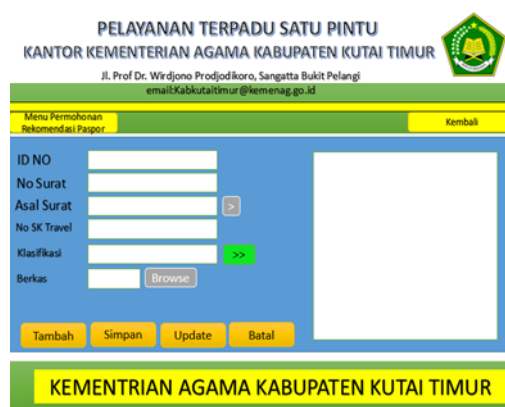 PELAYANAN TERPADU SATU PINTU
KANTOR KEMENTERIAN AGAMA KABUPATEN KUTAI TIMUR
Jl. Prof Dr. Wirdjono Prodjodikoro, Sangatta Bukit Pelangi
email:Kabkutaitimur@kemenag.go.id
Menu Permohonan
Rekomendasi Paspor
Kembali
ID NO
No Surat
Asal Surat >
No SK Travel
Klasifikasi >>
Berkas Browse
Tambah Simpan Update Batal
KEMENTRIAN AGAMA KABUPATEN KUTAI TIMUR